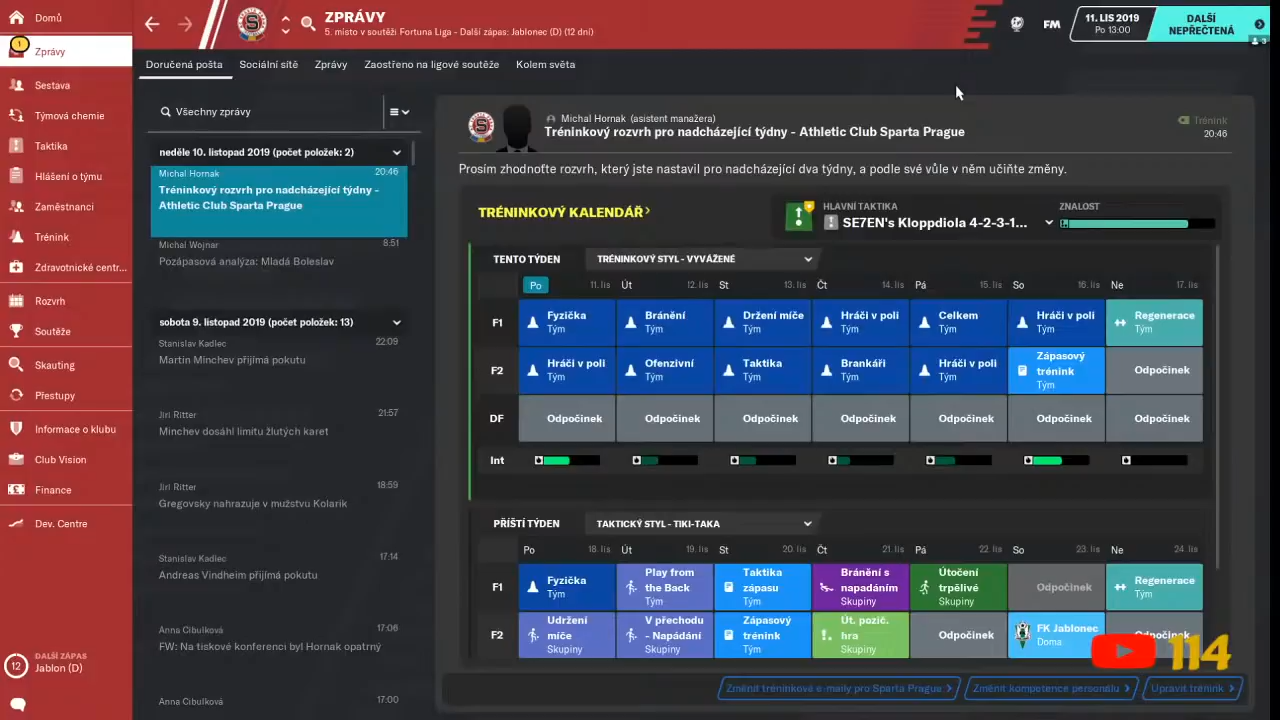 Domů
1
Zprávy
Sestava
Týmová chemie
Taktika
Hlášení o týmu
Zaměstnanci
Trénink
Zdravotnické centr...
Rozvrh
Soutěže
Skauting
Přestupy
Informace o klubu
Club Vision
Finance
Dev. Centre
12
DALŠÍ ZÁPAS
Jablon (D)
ZPRÁVY
5. místo v soutěži Fortuna Liga - Další zápas: Jablonec (D) (12 dní)
FM
11. LIS 2019
Po 13:00
DALŠÍ
NEPŘEČTENÁ
3
Doručená pošta
Sociální sítě
Zprávy
Zaostřeno na ligové soutěže
Kolem světa
Všechny zprávy
neděle 10. listopad 2019 (počet položek: 2)
Michal Hornak 20:46
Tréninkový rozvrh pro nadcházející týdny -
Athletic Club Sparta Prague
Michal Wojnar 8:51
Pozápasová analýza: Mladá Boleslav
sobota 9. listopad 2019 (počet položek: 13)
Stanislav Kadlec 22:09
Martin Minchev přijímá pokutu
Jiri Ritter 21:57
Minchev dosáhl limitu žlutých karet
Jiri Ritter 18:59
Gregovsky nahrazuje v mužstvu Kolarik
Stanislav Kadlec 17:14
Andreas Vindheim přijímá pokutu
Anna Cibulková 17:06
FW: Na tiskové konferenci byl Hornak opatrný
Anna Cibulková 17:00
Michal Hornak (asistent manažera)
Tréninkový rozvrh pro nadcházející týdny - Athletic Club Sparta Prague
Trénink
20:46
Prosím zhodnoťte rozvrh, který jste nastavil pro nadcházející dva týdny, a podle své vůle v něm učiňte změny.
TRÉNINKOVÝ KALENDÁŘ
HLAVNÍ TAKTIKA
SE7EN's Kloppdiola 4-2-3-1...
ZNALOST
TENTO TÝDEN
TRÉNINKOVÝ STYL - VYVÁŽENÉ
Po 11. lis Út 12. lis St 13. lis Čt 14. lis Pá 15. lis So 16. lis Ne 17. lis
F1
Fyzička Tým
Bránění Tým
Držení míče Tým
Hráči v poli Tým
Celkem Tým
Hráči v poli Tým
Regenerace Tým
F2
Hráči v poli Tým
Ofenzivní Tým
Taktika Tým
Brankáři Tým
Hráči v poli Tým
Zápasový trénink Tým
Odpočinek
DF
Odpočinek Odpočinek Odpočinek Odpočinek Odpočinek Odpočinek Odpočinek
Int
PŘÍŠTÍ TÝDEN
TAKTICKÝ STYL - TIKI-TAKA
Po 18. lis Út 19. lis St 20. lis Čt 21. lis Pá 22. lis So 23. lis Ne 24. lis
F1
Fyzička Tým
Play from the Back Tým
Taktika zápasu Tým
Bránění s napadáním Skupiny
Útočení trpělivé Skupiny
Odpočinek
Regenerace Tým
F2
Udržení míče Skupiny
V přechodu - Napádání Skupiny
Zápasový trénink Tým
Út. pozič. hra Skupiny
Odpočinek
FK Jablonec Doma
114
Změnit tréninkové e-maily pro Sparta Prague
Změnit kompetence personálu
Upravit trénink